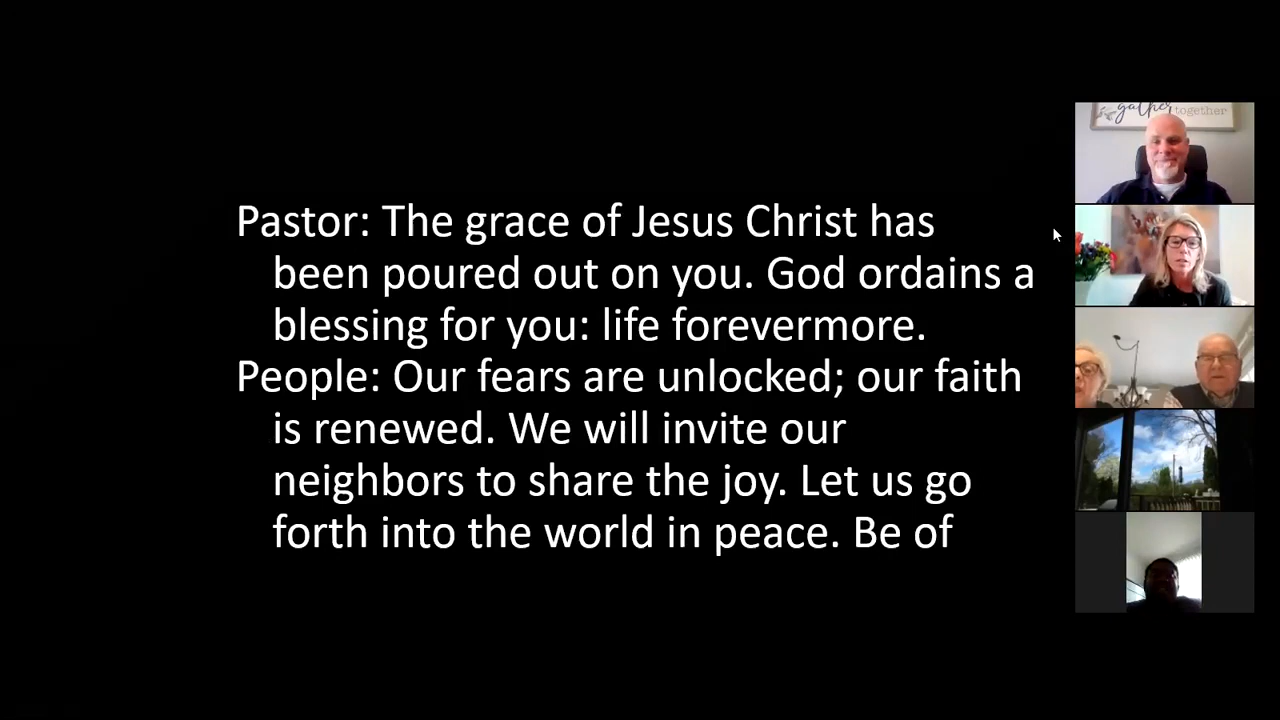 Pastor: The grace of Jesus Christ has
been poured out on you. God ordains a
blessing for you: life forevermore.
People: Our fears are unlocked; our faith
is renewed. We will invite our
neighbors to share the joy. Let us go
forth into the world in peace. Be of
gather together